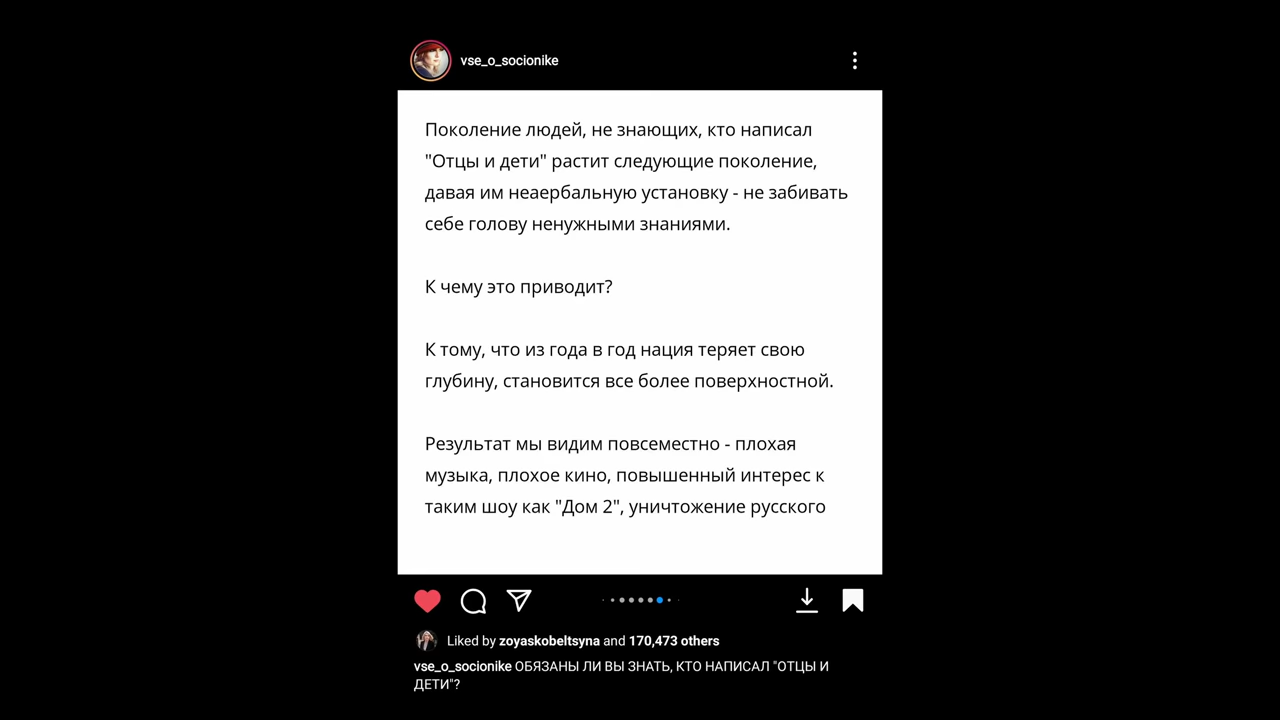 vse_o_socionike
Поколение людей, не знающих, кто написал
"Отцы и дети" растит следующие поколение,
давая им неаербальную установку - не забивать
себе голову ненужными знаниями.
К чему это приводит?
К тому, что из года в год нация теряет свою
глубину, становится все более поверхностной.
Результат мы видим повсеместно - плохая
музыка, плохое кино, повышенный интерес к
таким шоу как "Дом 2", уничтожение русского
Liked by zoyaskobeltsyna and 170,473 others
vse_o_socionike ОБЯЗАНЫ ЛИ ВЫ ЗНАТЬ, КТО НАПИСАЛ "ОТЦЫ И
ДЕТИ"?